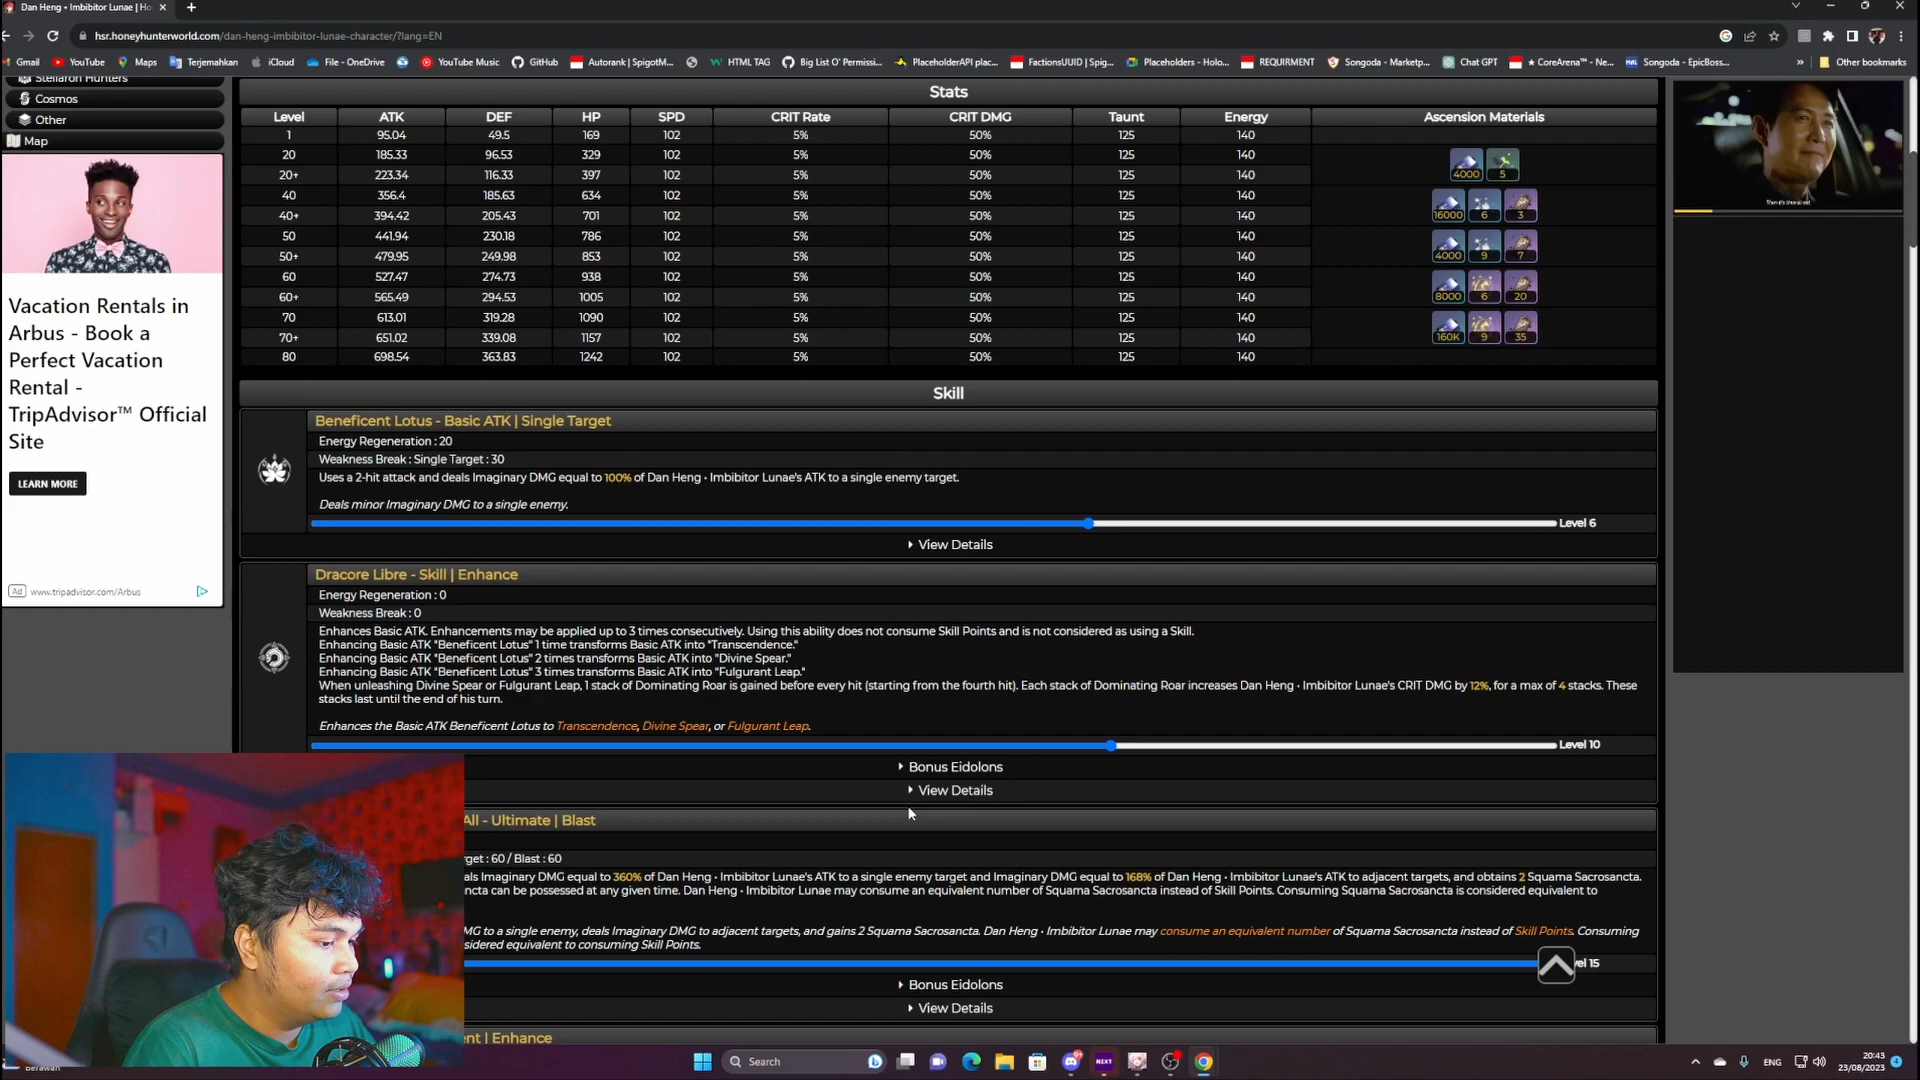 Dan Heng • Imbibitor Lunae | Ho
hsr.honeyhunterworld.com/dan-heng-imbibitor-lunae-character/?lang=EN
Gmail YouTube Maps Terjemahkan iCloud File - OneDrive YouTube Music GitHub Autorank | SpigotM... HTML TAG Big List O' Permissi... PlaceholderAPI plac... FactionsUUID | Spig... Placeholders - Holo... REQUIRMENT Songoda - Marketp... Chat GPT ★ CoreArena™ - Ne... Songoda - EpicBoss... » Other bookmarks
Stellaron Hunters
Cosmos
Other
Map
Stats
Level ATK DEF HP SPD CRIT Rate CRIT DMG Taunt Energy Ascension Materials
1 95.04 49.5 169 102 5% 50% 125 140
20 185.33 96.53 329 102 5% 50% 125 140
4000 5
20+ 223.34 116.33 397 102 5% 50% 125 140
40 356.4 185.63 634 102 5% 50% 125 140
16000 6 3
40+ 394.42 205.43 701 102 5% 50% 125 140
50 441.94 230.18 786 102 5% 50% 125 140
4000 9 7
50+ 479.95 249.98 853 102 5% 50% 125 140
60 527.47 274.73 938 102 5% 50% 125 140
8000 6 20
60+ 565.49 294.53 1005 102 5% 50% 125 140
70 613.01 319.28 1090 102 5% 50% 125 140
160K 9 35
70+ 651.02 339.08 1157 102 5% 50% 125 140
80 698.54 363.83 1242 102 5% 50% 125 140
Vacation Rentals in
Arbus - Book a
Perfect Vacation
Rental -
TripAdvisor™ Official
Site
LEARN MORE
Ad www.tripadvisor.com/Arbus
Skill
Beneficent Lotus - Basic ATK | Single Target
Energy Regeneration : 20
Weakness Break : Single Target : 30
Uses a 2-hit attack and deals Imaginary DMG equal to 100% of Dan Heng • Imbibitor Lunae's ATK to a single enemy target.
Deals minor Imaginary DMG to a single enemy.
Level 6
View Details
Dracore Libre - Skill | Enhance
Energy Regeneration : 0
Weakness Break : 0
Enhances Basic ATK. Enhancements may be applied up to 3 times consecutively. Using this ability does not consume Skill Points and is not considered as using a Skill.
Enhancing Basic ATK "Beneficent Lotus" 1 time transforms Basic ATK into "Transcendence."
Enhancing Basic ATK "Beneficent Lotus" 2 times transforms Basic ATK into "Divine Spear."
Enhancing Basic ATK "Beneficent Lotus" 3 times transforms Basic ATK into "Fulgurant Leap."
When unleashing Divine Spear or Fulgurant Leap, 1 stack of Dominating Roar is gained before every hit (starting from the fourth hit). Each stack of Dominating Roar increases Dan Heng • Imbibitor Lunae's CRIT DMG by 12%, for a max of 4 stacks. These
stacks last until the end of his turn.
Enhances the Basic ATK Beneficent Lotus to Transcendence, Divine Spear, or Fulgurant Leap.
Level 10
Bonus Eidolons
View Details
All - Ultimate | Blast
rget : 60 / Blast : 60
als Imaginary DMG equal to 360% of Dan Heng • Imbibitor Lunae's ATK to a single enemy target and Imaginary DMG equal to 168% of Dan Heng • Imbibitor Lunae's ATK to adjacent targets, and obtains 2 Squama Sacrosancta.
ncta can be possessed at any given time. Dan Heng • Imbibitor Lunae may consume an equivalent number of Squama Sacrosancta instead of Skill Points. Consuming Squama Sacrosancta is considered equivalent to
MG to a single enemy, deals Imaginary DMG to adjacent targets, and gains 2 Squama Sacrosancta. Dan Heng • Imbibitor Lunae may consume an equivalent number of Squama Sacrosancta instead of Skill Points. Consuming
sidered equivalent to consuming Skill Points.
vel 15
Bonus Eidolons
View Details
ent | Enhance
Berawan
Search
ENG
20:43
23/08/2023
4